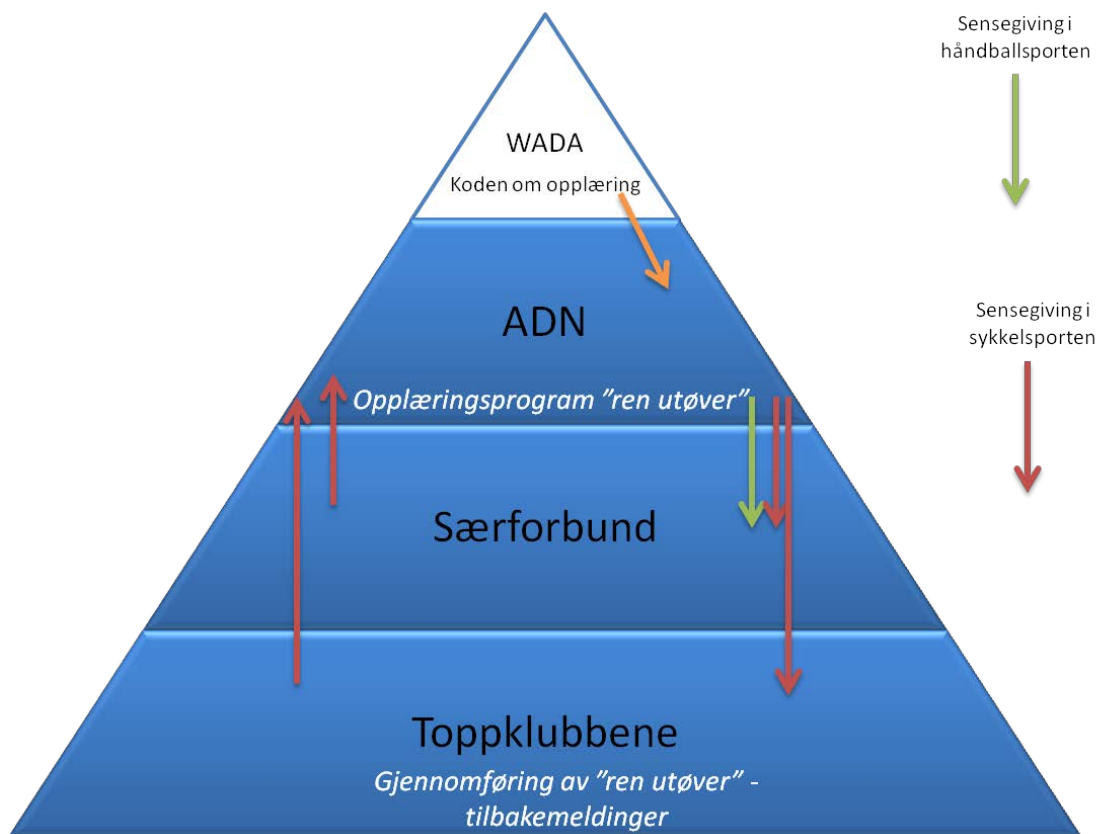 Sensegiving i
håndballsporten
WADA
Koden om opplæring
ADN
Sensegiving i
sykkelsporten
Opplæringsprogram ”ren utøver”
Særforbund
Toppklubbene
Gjennomføring av ”ren utøver” -
tilbakemeldinger